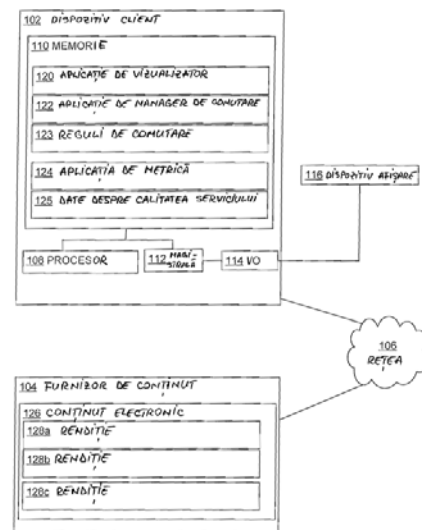 102 DISPOZITIV CLIENT
110 MEMORIE
120 APLICAȚIE DE VIZUALIZATOR
122 APLICAȚIE DE MANAGER DE COMUTARE
123 REGULI DE COMUTARE
124 APLICAȚIA DE METRICĂ
125 DATE DESPRE CALITATEA SERVICIULUI
116 DISPOZITIV AFIȘARE
108 PROCESOR
112 MAGI-
STRALĂ
114 I/O
106
REȚEA
104 FURNIZOR DE CONȚINUT
126 CONȚINUT ELECTRONIC
128a RENDIȚIE
128b RENDIȚIE
128c RENDIȚIE